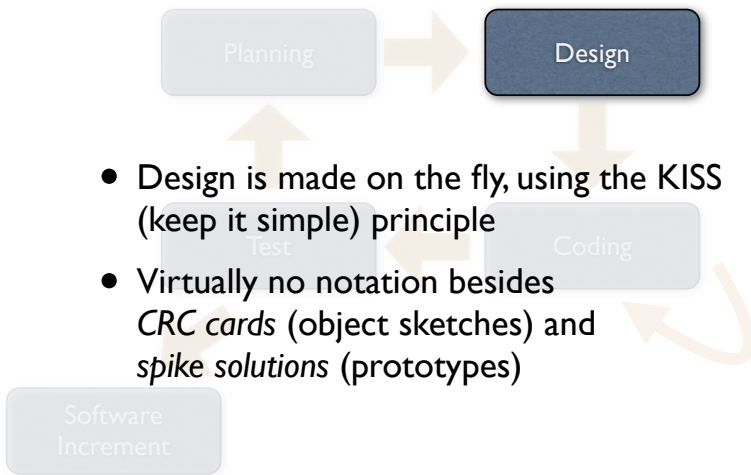 Planning
Design
• Design is made on the fly, using the KISS
(keep it simple) principle
Test
Coding
• Virtually no notation besides
CRC cards (object sketches) and
spike solutions (prototypes)
Software
Increment